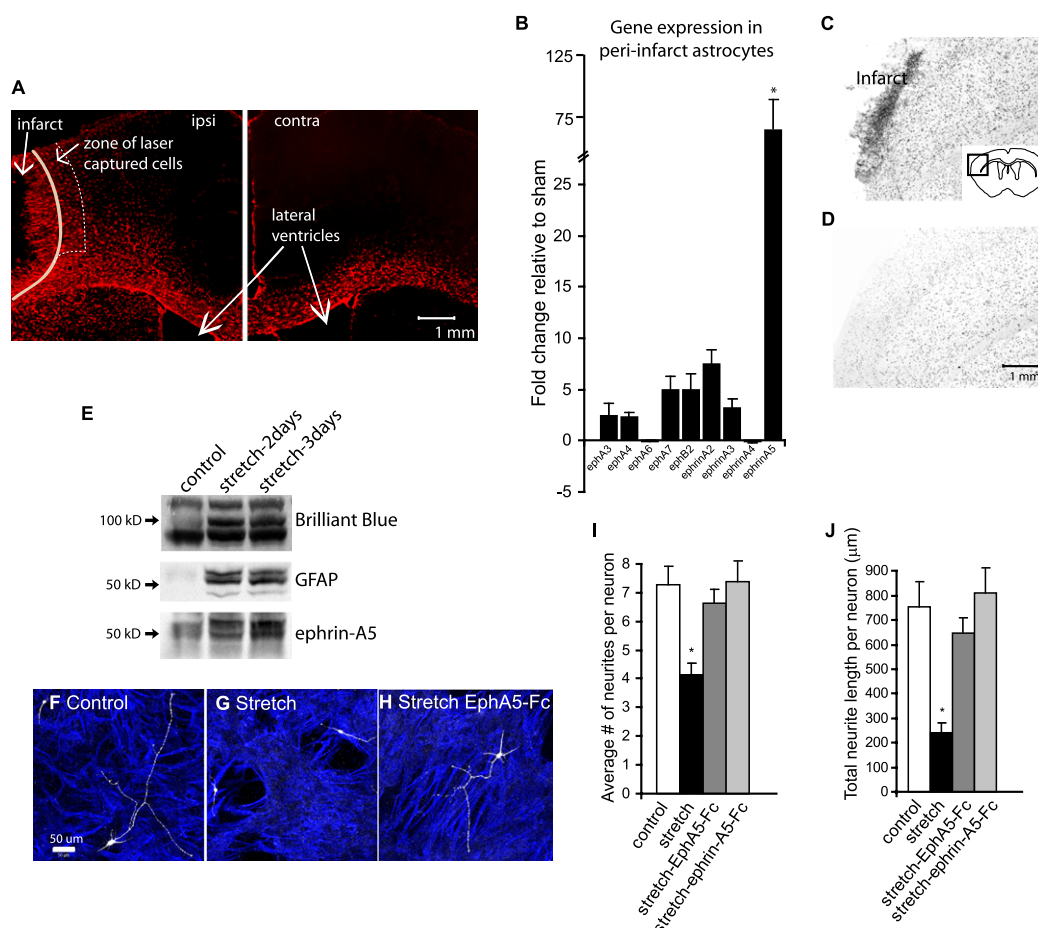 A
infarct
zone of laser
captured cells
ipsi
contra
lateral
ventricles
1 mm
B
Gene expression in
peri-infarct astrocytes
Fold change relative to sham
125
75
25
20
15
10
5
0
-5
*
ephA3
ephA4
ephA6
ephA7
ephB2
ephrinA2
ephrinA3
ephrinA4
ephrinA5
C
Infarct
D
1 mm
E
control
stretch-2days
stretch-3days
100 kD
Brilliant Blue
50 kD
GFAP
50 kD
ephrin-A5
F Control
50 um
50 µm
G Stretch
H Stretch EphA5-Fc
I
Average # of neurites per neuron
8
7
6
5
4
3
2
1
0
*
control
stretch
stretch-EphA5-Fc
stretch-ephrin-A5-Fc
J
Total neurite length per neuron (µm)
900
800
700
600
500
400
300
200
100
0
*
control
stretch
stretch-EphA5-Fc
stretch-ephrin-A5-Fc